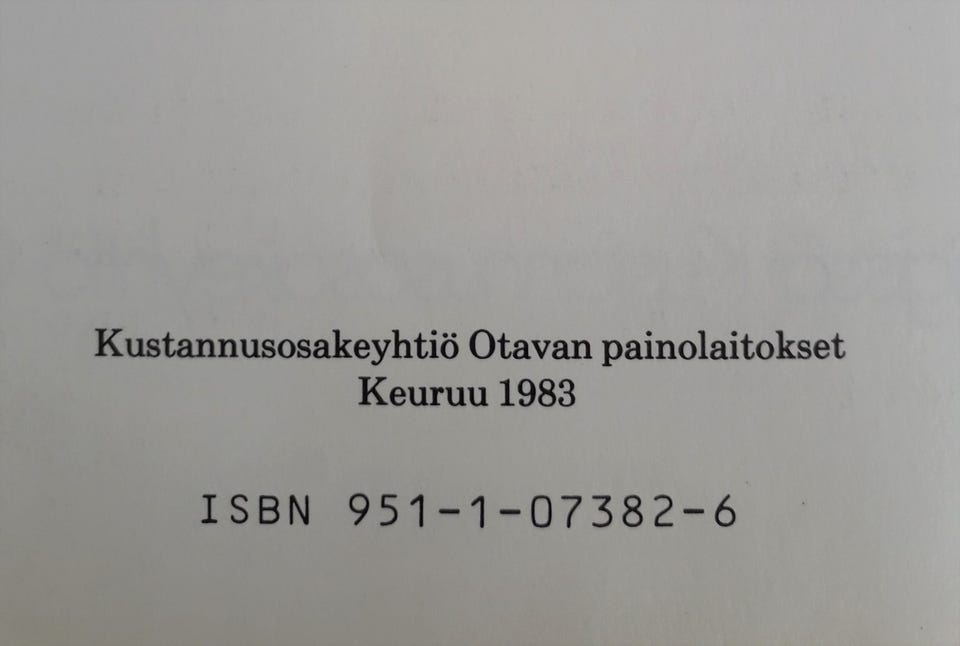 Kustannusosakeyhtiö Otavan painolaitokset
Keuruu 1983
ISBN 951-1-07382-6